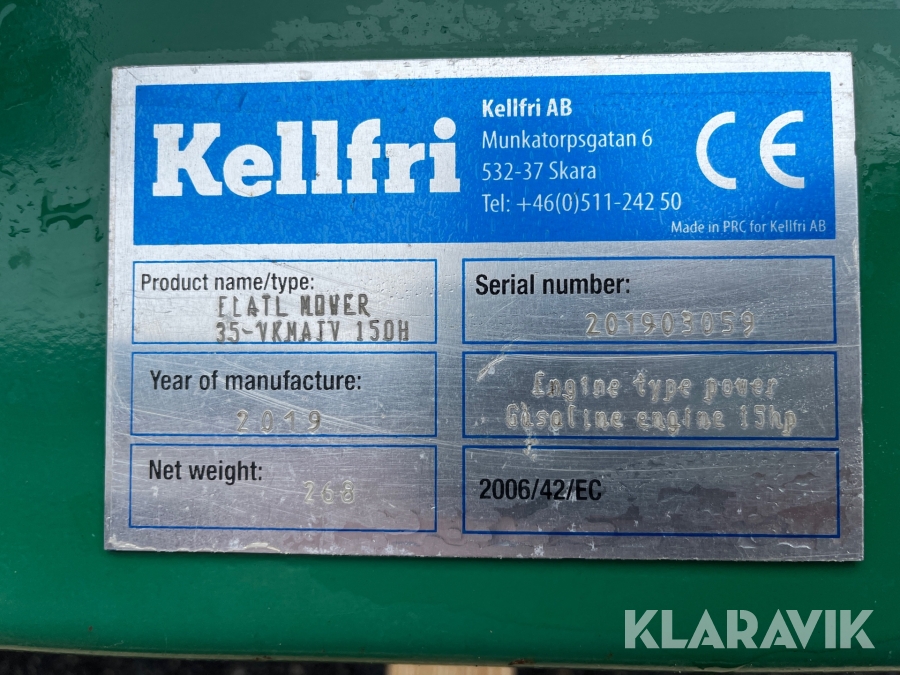 Kellfri
Kellfri AB
Munkatorpsgatan 6
532-37 Skara
Tel: +46(0)511-242 50
CE
Made in PRC for Kellfri AB
Product name/type:
FLATL MOVER
35-VKMATV 150H
Serial number:
201903059
Year of manufacture:
2019
Engine type power
Gasoline engine 15hp
Net weight:
268
2006/42/EC
KLARAVIK